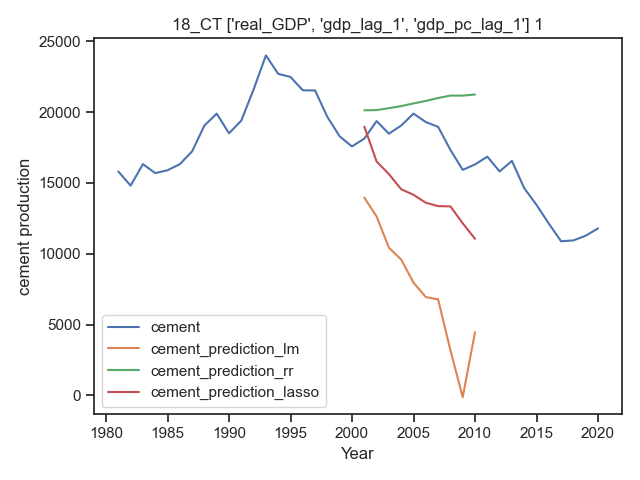 18_CT ['real_GDP', 'gdp_lag_1', 'gdp_pc_lag_1'] 1
25000
20000
15000
10000
5000
0
cement production
cement
cement_prediction_lm
cement_prediction_rr
cement_prediction_lasso
1980 1985 1990 1995 2000 2005 2010 2015 2020
Year